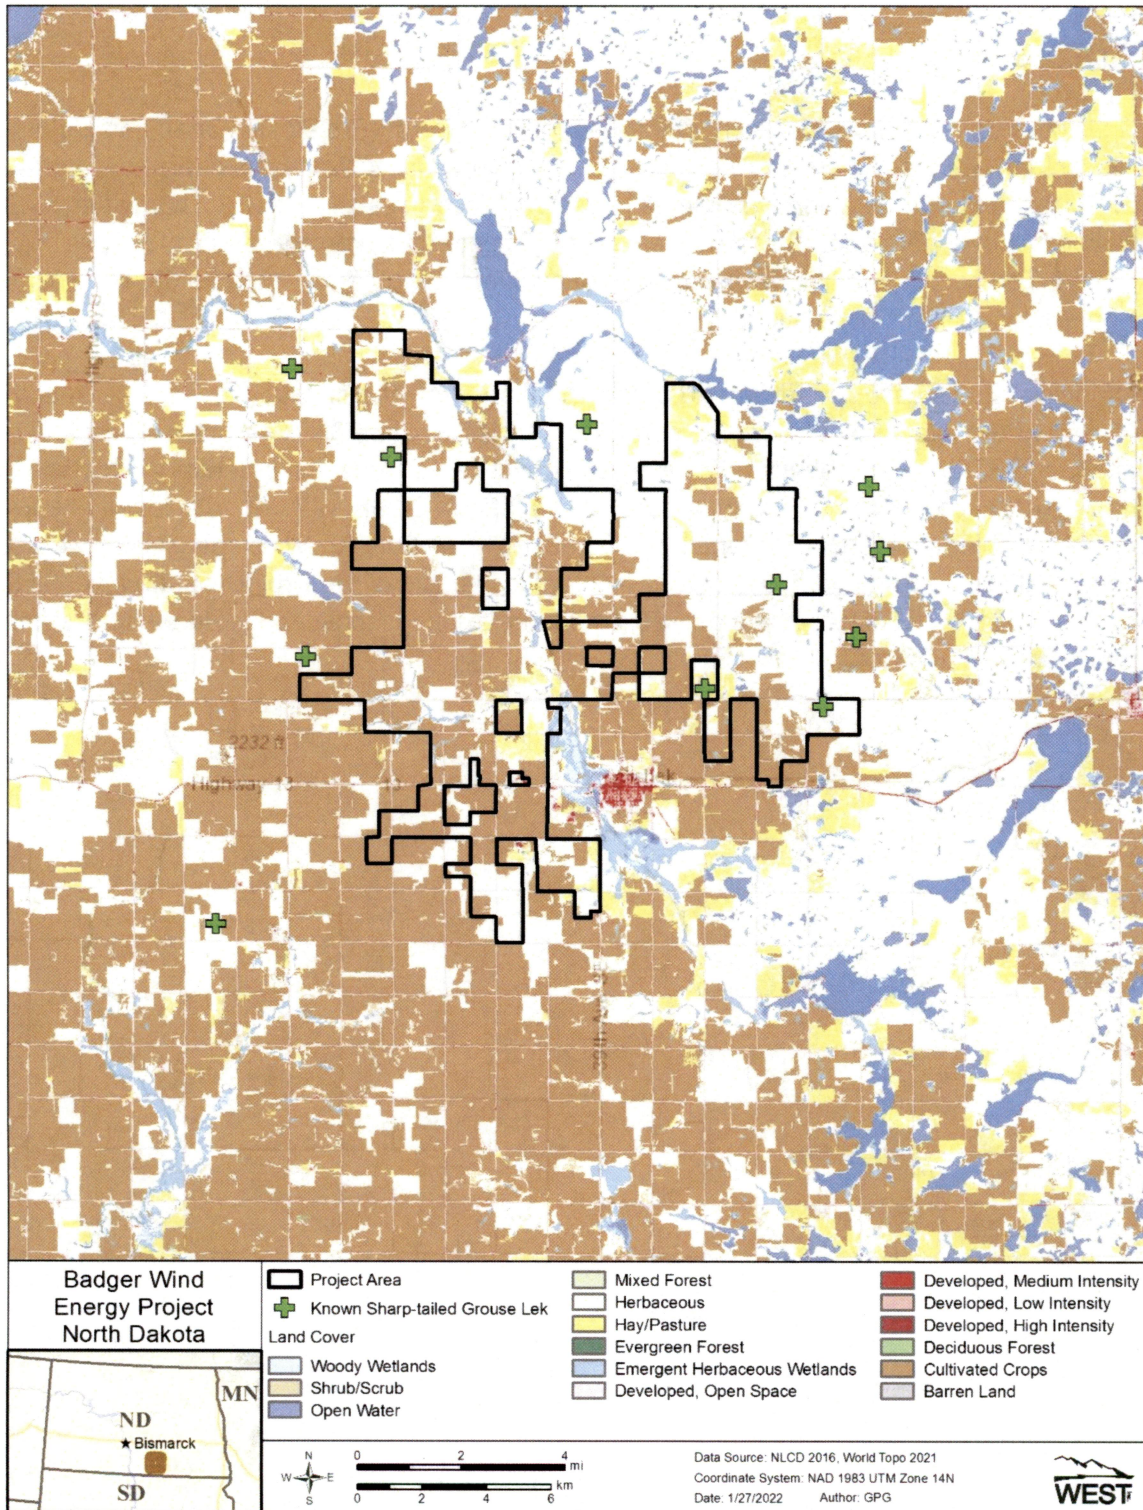 3232 ft
Highway 13
13
Badger Wind
Energy Project
North Dakota
Project Area
Known Sharp-tailed Grouse Lek
Land Cover
Woody Wetlands
Shrub/Scrub
Open Water
Mixed Forest
Herbaceous
Hay/Pasture
Evergreen Forest
Emergent Herbaceous Wetlands
Developed, Open Space
Developed, Medium Intensity
Developed, Low Intensity
Developed, High Intensity
Deciduous Forest
Cultivated Crops
Barren Land
MN
ND
Bismarck
SD
N
W E
S
0 2 4
mi
km
0 2 4 6
Data Source: NLCD 2016, World Topo 2021
Coordinate System: NAD 1983 UTM Zone 14N
Date: 1/27/2022 Author: GPG
WEST